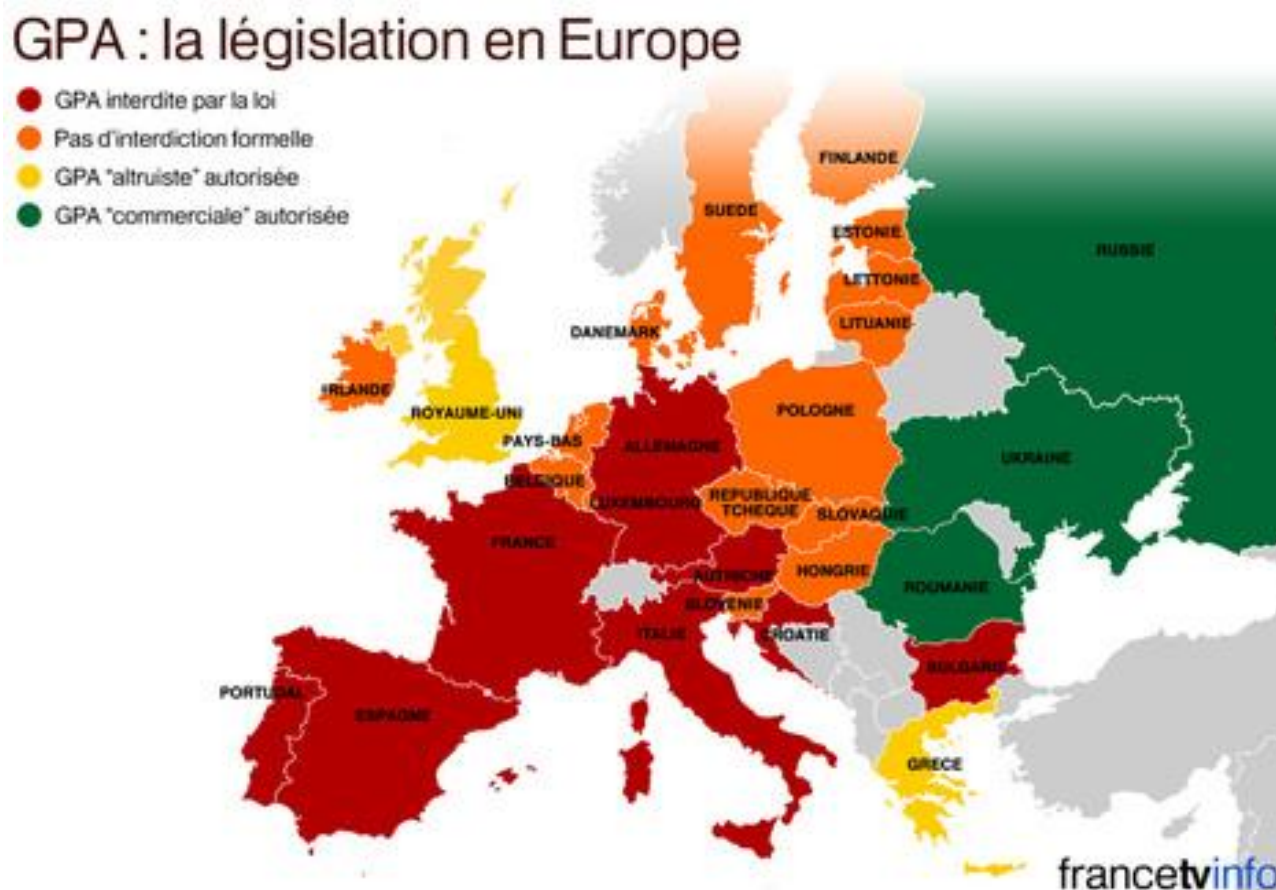 GPA : la législation en Europe
GPA interdite par la loi
Pas d'interdiction formelle
GPA "altruiste" autorisée
GPA "commerciale" autorisée
FINLANDE
SUEDE
ESTONIE
RUSSIE
LETTONIE
LITUANIE
DANEMARK
IRLANDE
ROYAUME-UNI
POLOGNE
PAYS-BAS
ALLEMAGNE
UKRAINE
BELGIQUE
LUXEMBOURG
REPUBLIQUE
TCHEQUE
SLOVAQUIE
FRANCE
AUTRICHE
HONGRIE
ROUMANIE
SLOVENIE
ITALIE
CROATIE
BULGARIE
PORTUGAL
ESPAGNE
GRECE
francetvinfo